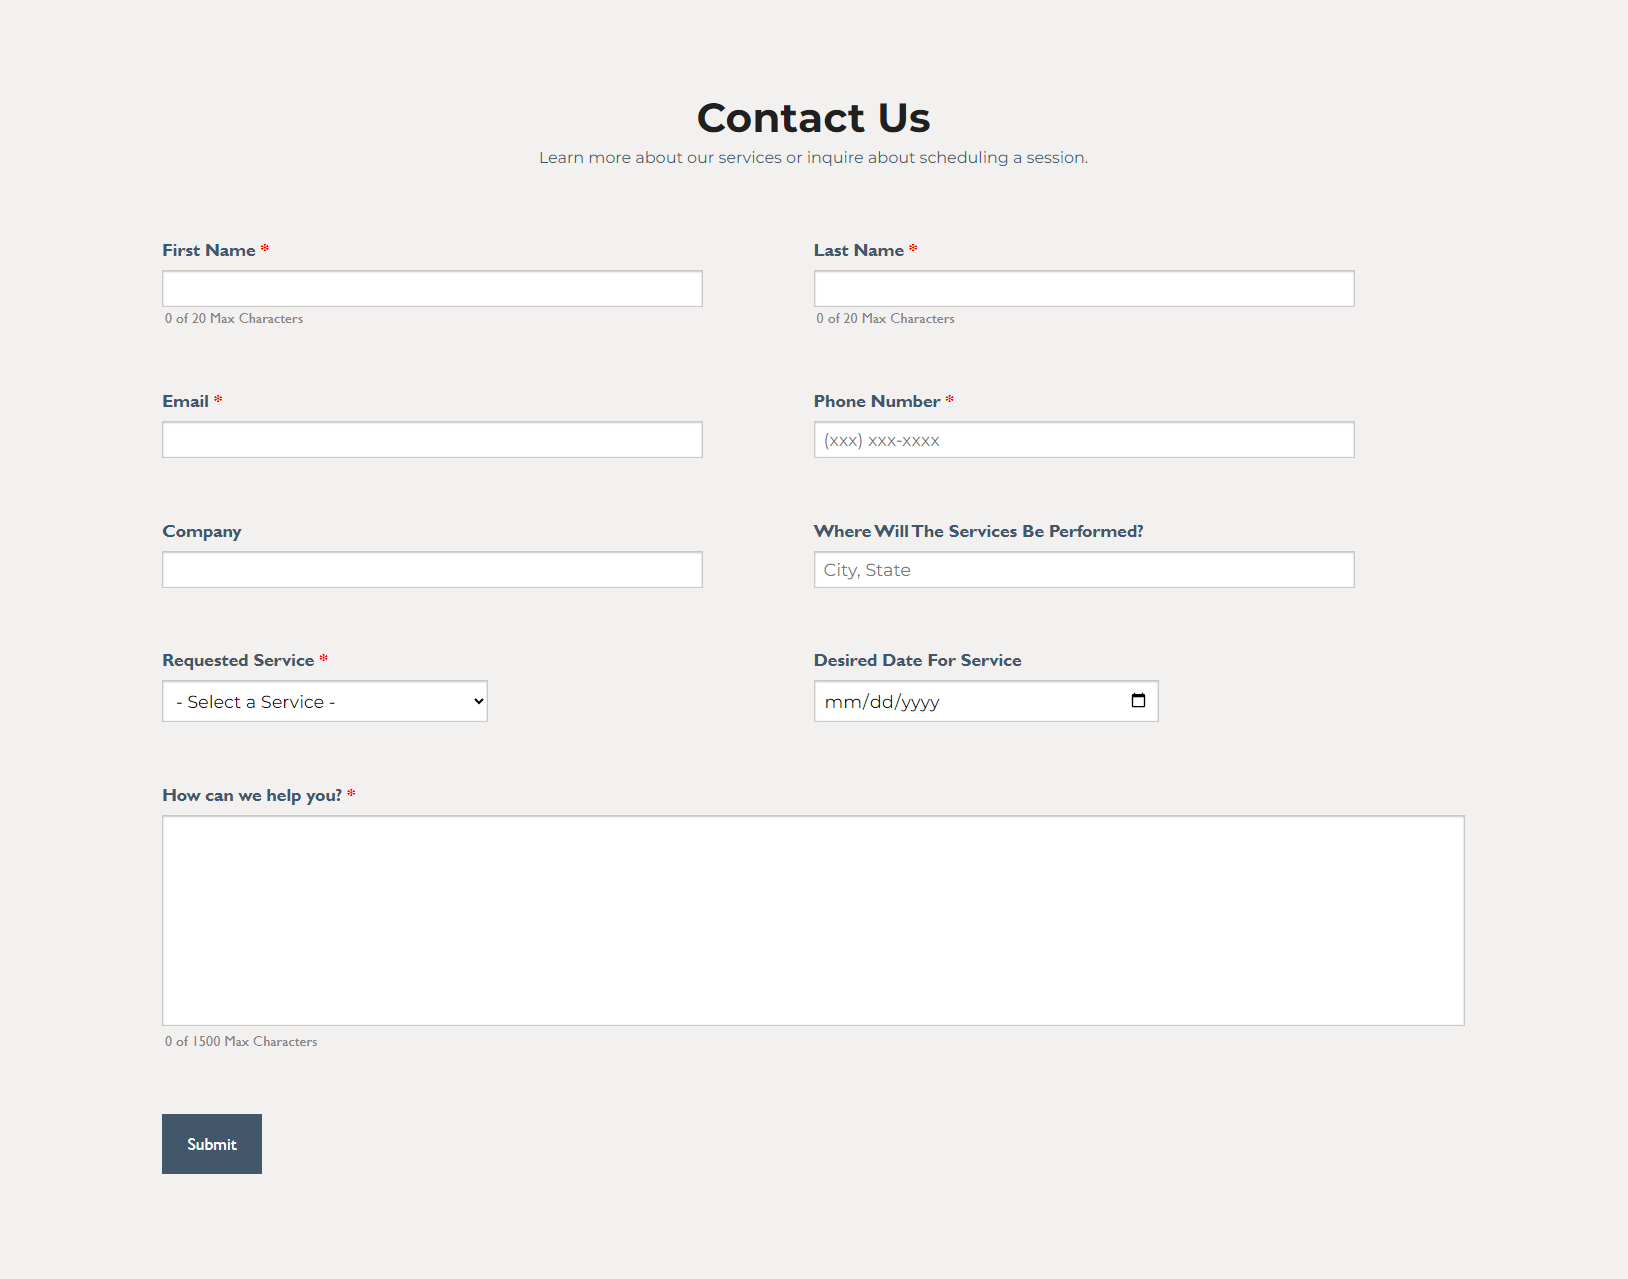 Contact Us
Learn more about our services or inquire about scheduling a session.
First Name *
Last Name *
0 of 20 Max Characters
0 of 20 Max Characters
Email *
Phone Number *
(xxx) xxx-xxxx
Company
Where Will The Services Be Performed?
City, State
Requested Service *
Desired Date For Service
- Select a Service -
mm/dd/yyyy
How can we help you? *
0 of 1500 Max Characters
Submit